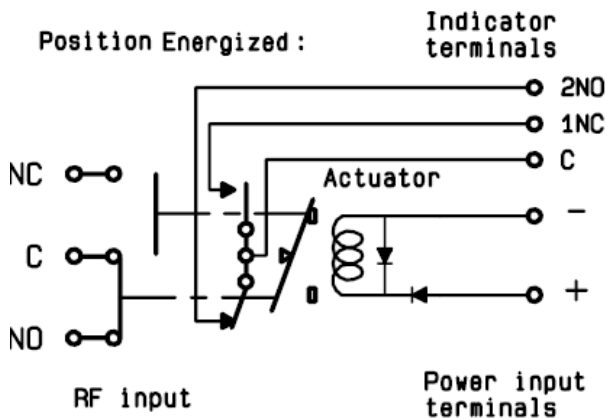 Position Energized :
Indicator
terminals
2NO
1NC
C
NC
Actuator
−
C
+
NO
RF input
Power input
terminals